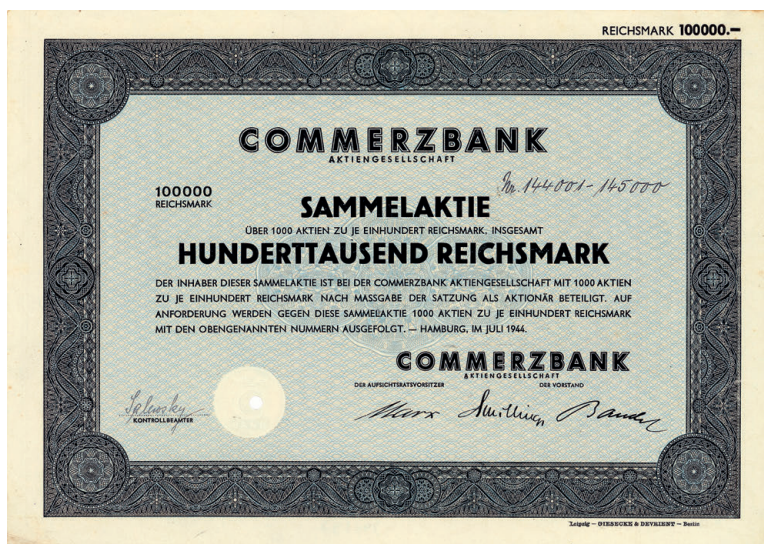 REICHSMARK 100000.—
COMMERZBANK
AKTIENGESELLSCHAFT
Nr. 144001-145000
100000
REICHSMARK
SAMMELAKTIE
ÜBER 1000 AKTIEN ZU JE EINHUNDERT REICHSMARK, INSGESAMT
HUNDERTTAUSEND REICHSMARK
DER INHABER DIESER SAMMELAKTIE IST BEI DER COMMERZBANK AKTIENGESELLSCHAFT MIT 1000 AKTIEN
ZU JE EINHUNDERT REICHSMARK NACH MASSGABE DER SATZUNG ALS AKTIONÄR BETEILIGT. AUF
ANFORDERUNG WERDEN GEGEN DIESE SAMMELAKTIE 1000 AKTIEN ZU JE EINHUNDERT REICHSMARK
MIT DEN OBENGENANNTEN NUMMERN AUSGEFOLGT. — HAMBURG, IM JULI 1944.
COMMERZBANK
AKTIENGESELLSCHAFT
DER AUFSICHTSRATSVORSITZER DER VORSTAND
Marx
KONTROLLBEAMTER
Leipzig — GIESECKE & DEVRIENT — Berlin